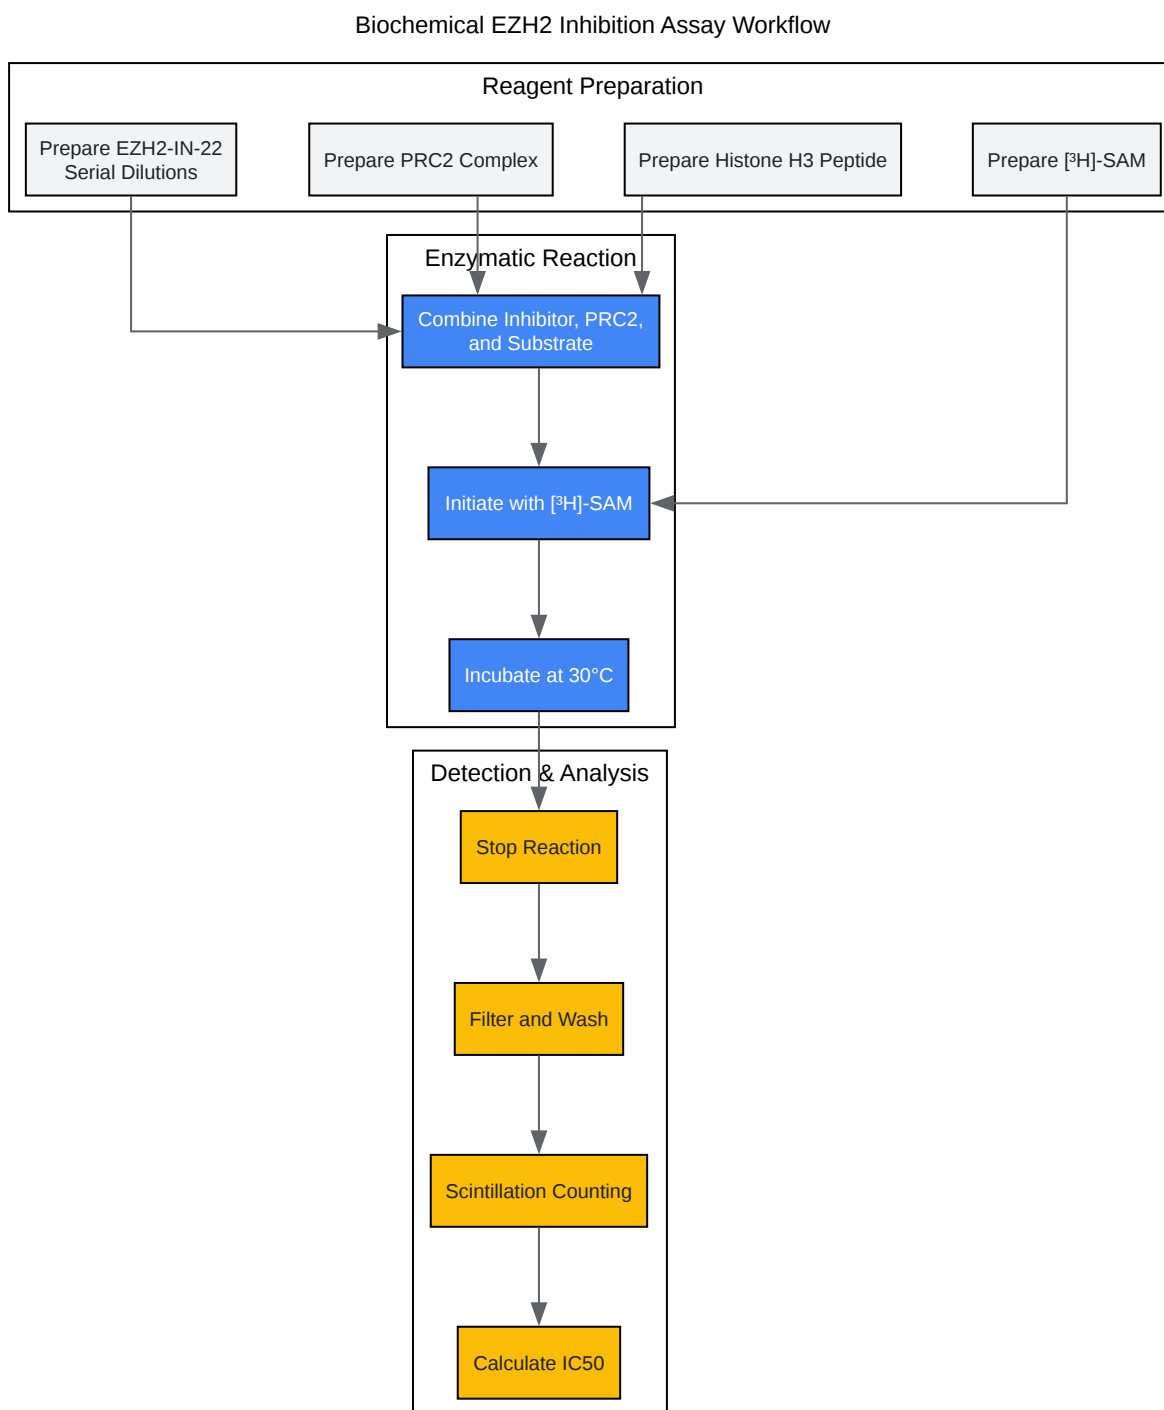 Biochemical EZH2 Inhibition Assay Workflow
Reagent Preparation
Prepare EZH2-IN-22
Serial Dilutions
Prepare PRC2 Complex
Prepare Histone H3 Peptide
Prepare [³H]-SAM
Enzymatic Reaction
Combine Inhibitor, PRC2,
and Substrate
Initiate with [³H]-SAM
Incubate at 30°C
Detection & Analysis
Stop Reaction
Filter and Wash
Scintillation Counting
Calculate IC50